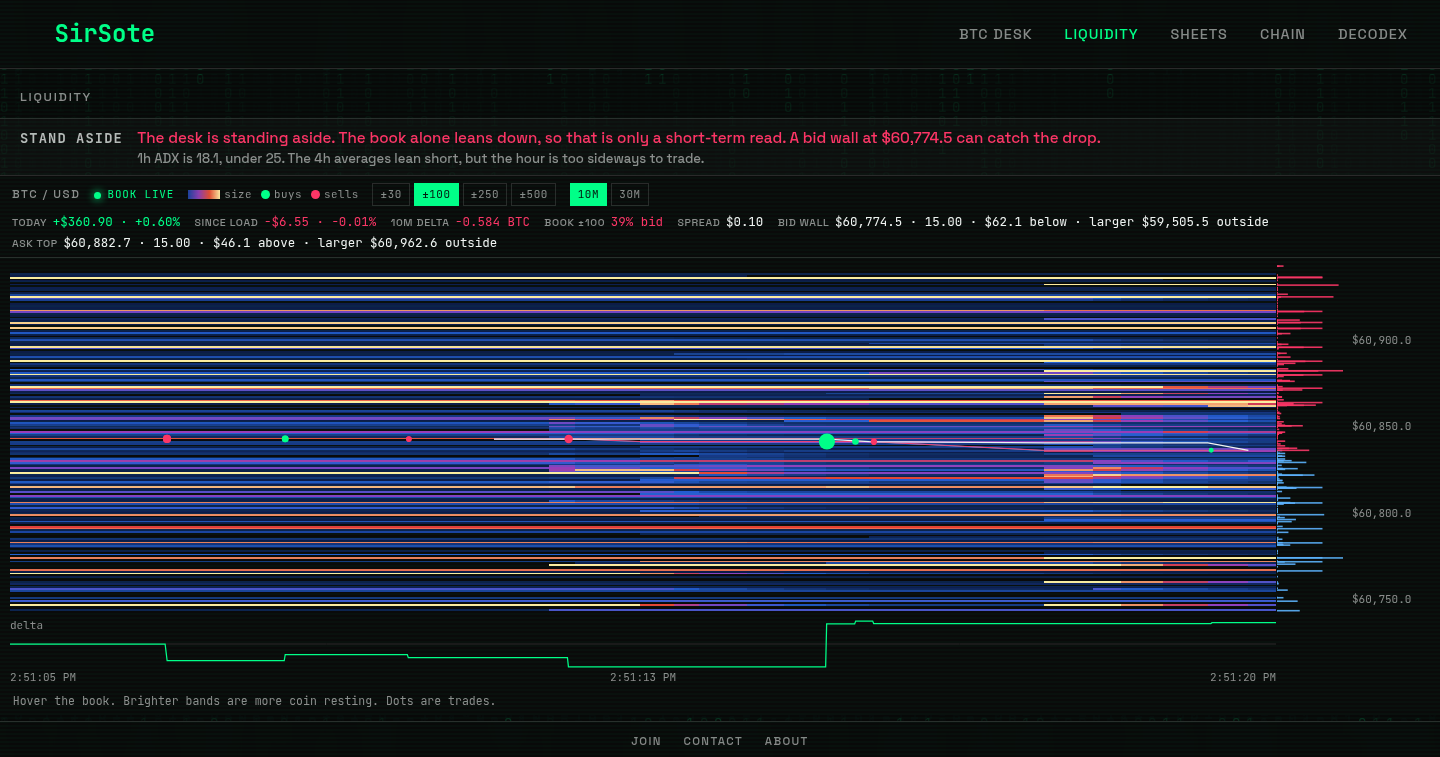 SirSote
BTC DESK LIQUIDITY SHEETS CHAIN DECODEX
LIQUIDITY
STAND ASIDE The desk is standing aside. The book alone leans down, so that is only a short-term read. A bid wall at $60,774.5 can catch the drop.
1h ADX is 18.1, under 25. The 4h averages lean short, but the hour is too sideways to trade.
BTC / USD BOOK LIVE size buys sells ±30 ±100 ±250 ±500 10M 30M
TODAY +$360.90 · +0.60% SINCE LOAD -$6.55 · -0.01% 10M DELTA -0.584 BTC BOOK ±100 39% bid SPREAD $0.10 BID WALL $60,774.5 · 15.00 · $62.1 below · larger $59,505.5 outside
ASK TOP $60,882.7 · 15.00 · $46.1 above · larger $60,962.6 outside
$60,900.0
$60,850.0
$60,800.0
$60,750.0
delta
2:51:05 PM 2:51:13 PM 2:51:20 PM
Hover the book. Brighter bands are more coin resting. Dots are trades.
JOIN CONTACT ABOUT